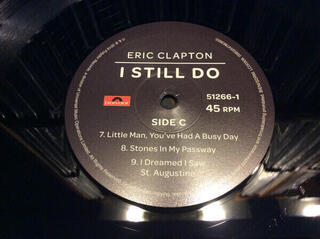 ERIC CLAPTON
I STILL DO
51266-1
SIDE C
45 RPM
7. Little Man, You've Had A Busy Day
8. Stones In My Passway
9. I Dreamed I Saw
St. Augustine